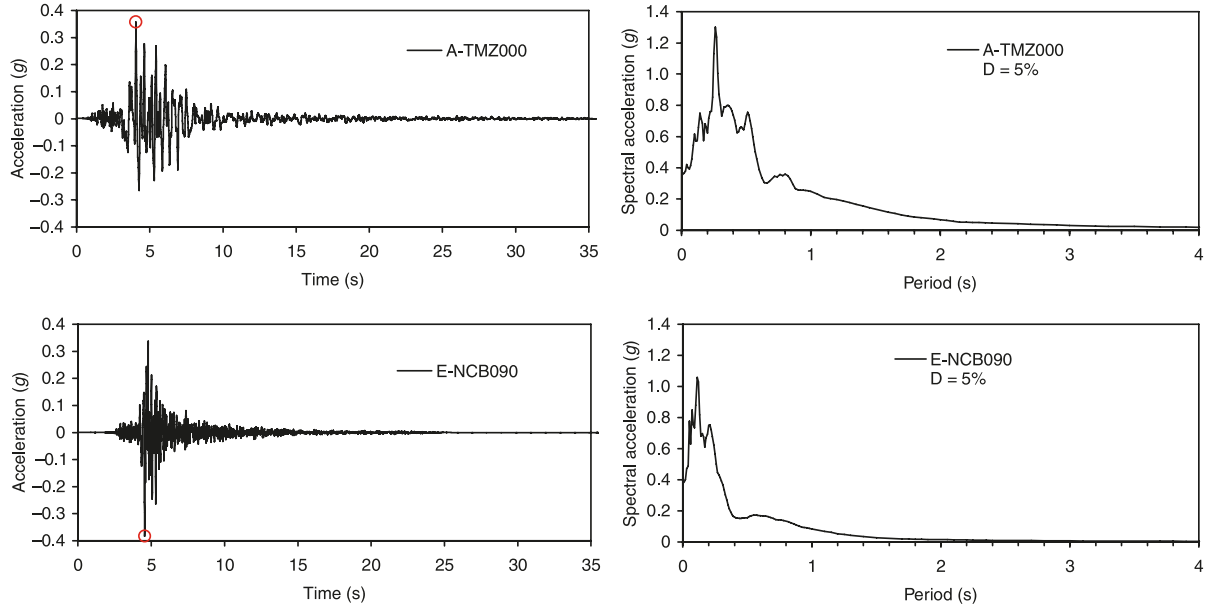 0.4
0.3
0.2
0.1
0
–0.1
–0.2
–0.3
–0.4
Acceleration (g)
A-TMZ000
0 5 10 15 20 25 30 35
Time (s)
1.4
1.2
1.0
0.8
0.6
0.4
0.2
0
Spectral acceleration (g)
A-TMZ000
D = 5%
0 1 2 3 4
Period (s)
0.4
0.3
0.2
0.1
0
–0.1
–0.2
–0.3
–0.4
Acceleration (g)
E-NCB090
0 5 10 15 20 25 30 35
Time (s)
1.4
1.2
1.0
0.8
0.6
0.4
0.2
0
Spectral acceleration (g)
E-NCB090
D = 5%
0 1 2 3 4
Period (s)